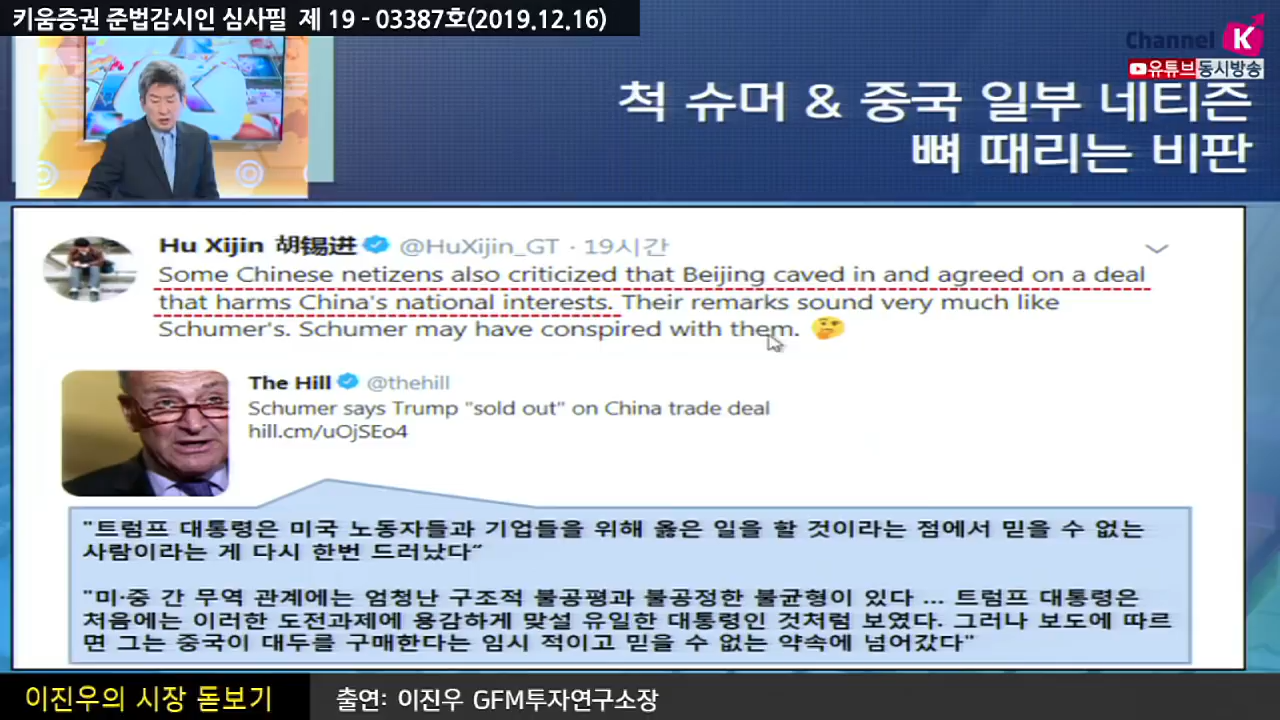 키움증권 준법감시인 심사필 제 19 - 03387호(2019.12.16)
Channel K
유튜브동시방송
척 슈머 & 중국 일부 네티즌
뼈 때리는 비판
Hu Xijin 胡锡进 @HuXijin_GT · 19시간
Some Chinese netizens also criticized that Beijing caved in and agreed on a deal
that harms China's national interests. Their remarks sound very much like
Schumer's. Schumer may have conspired with them. 🤔
The Hill @thehill
Schumer says Trump "sold out" on China trade deal
hill.cm/uOjSEo4
"트럼프 대통령은 미국 노동자들과 기업들을 위해 옳은 일을 할 것이라는 점에서 믿을 수 없는
사람이라는 게 다시 한번 드러났다"
"미·중 간 무역 관계에는 엄청난 구조적 불공평과 불공정한 불균형이 있다 ... 트럼프 대통령은
처음에는 이러한 도전과제에 용감하게 맞설 유일한 대통령인 것처럼 보였다. 그러나 보도에 따르
면 그는 중국이 대두를 구매한다는 임시 적이고 믿을 수 없는 약속에 넘어갔다"
이진우의 시장 돋보기
출연: 이진우 GFM투자연구소장